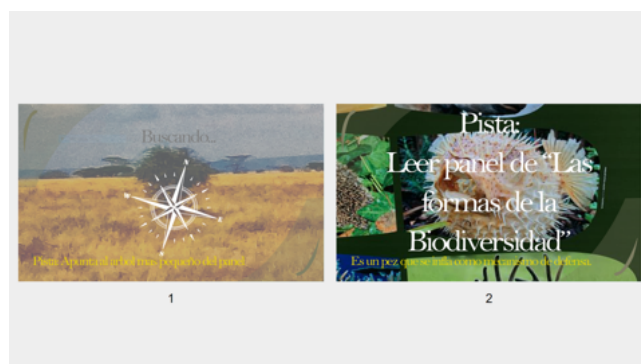 Buscando...
Pista: Apunta al árbol más pequeño del panel.
1
Pista:
Leer panel de “Las
formas de la
Biodiversidad”
Es un pez que se infla como mecanismo de defensa.
2